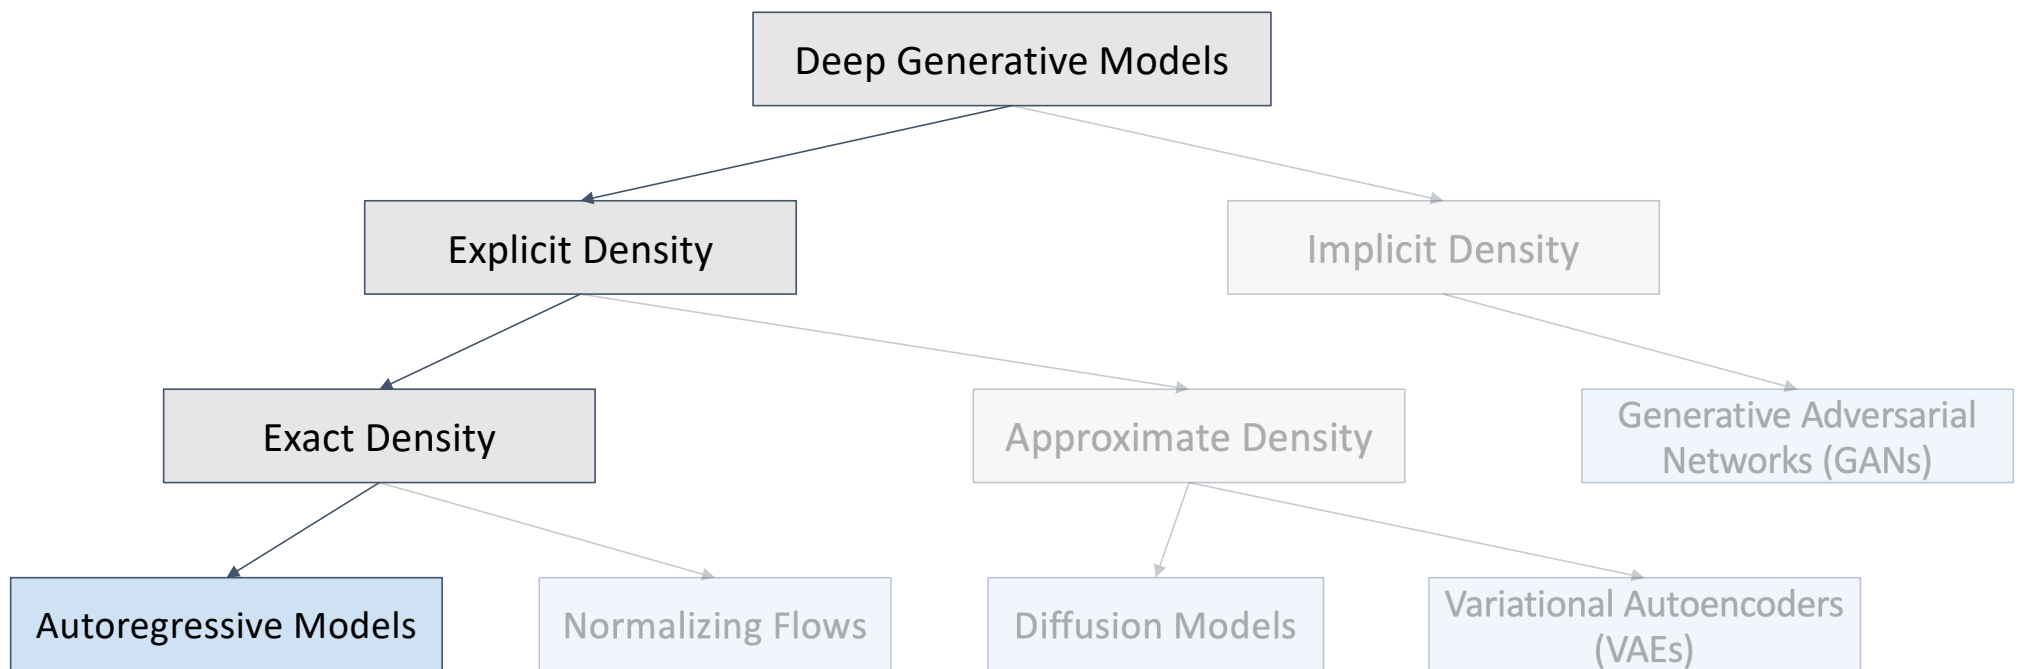 Deep Generative Models
Explicit Density
Implicit Density
Exact Density
Approximate Density
Generative Adversarial
Networks (GANs)
Autoregressive Models
Normalizing Flows
Diffusion Models
Variational Autoencoders
(VAEs)